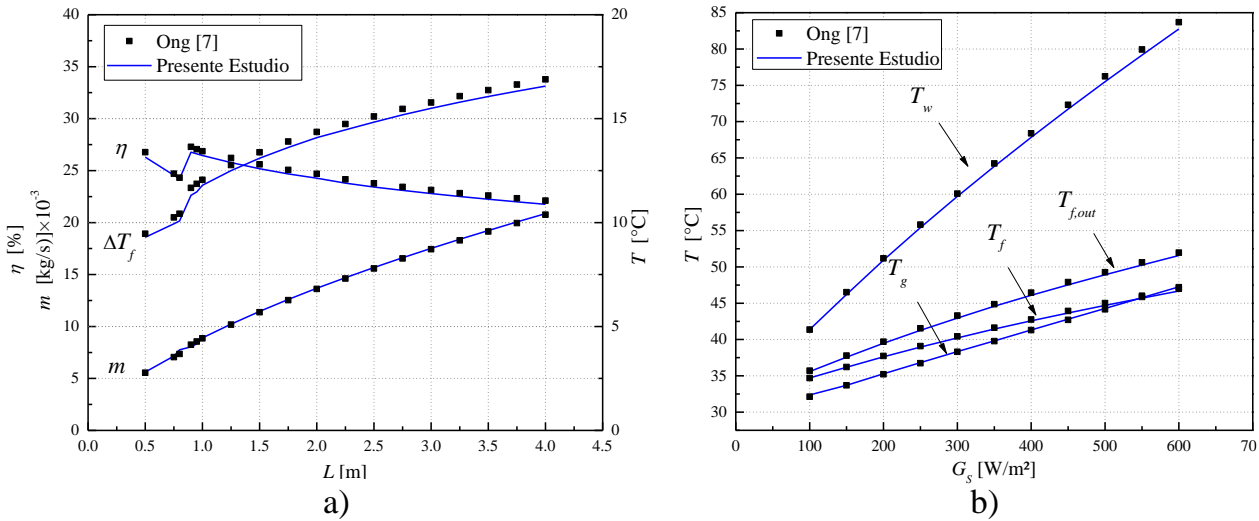 Ong [7]
Presente Estudio
40
35
30
25
20
15
10
5
0
20
15
10
5
0
0.0 0.5 1.0 1.5 2.0 2.5 3.0 3.5 4.0 4.5
η [%]
m [kg/s)]×10⁻³
T [°C]
L [m]
η
ΔT_f
m
a)
Ong [7]
Presente Estudio
85
80
75
70
65
60
55
50
45
40
35
30
T [°C]
T_w
T_{f,out}
T_f
T_g
0 100 200 300 400 500 600 70
G_S [W/m²]
b)